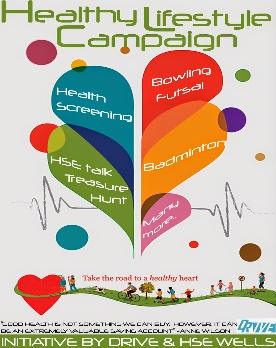 Healthy Lifestyle
Campaign
Health
Screening
HSE talk
Treasure
Hunt
Bowling
Futsal
Badminton
Many
more..
Take the road to a healthy heart
DRIVE
"GOOD HEALTH IS NOT SOMETHING WE CAN BUY. HOWEVER, IT CAN
BE AN EXTREMELY VALUABLE SAVING ACCOUNT" -ANNE WILSON
INITIATIVE BY DRIVE & HSE WELLS